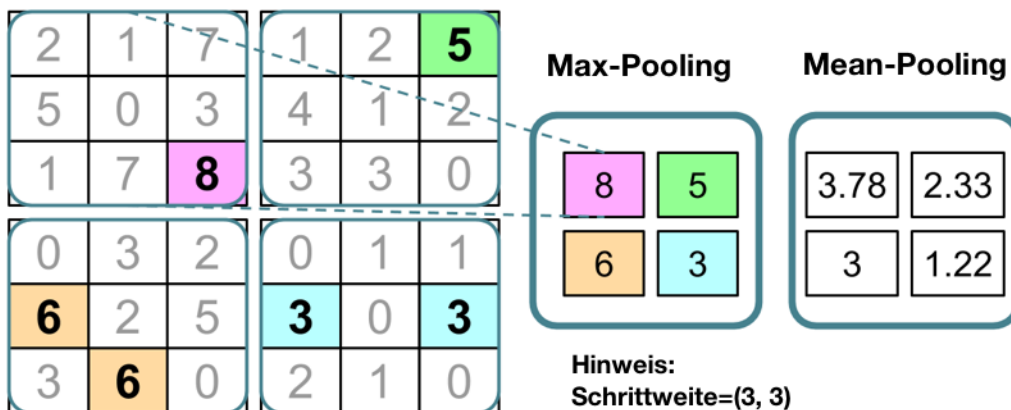 2 1 7 1 2 5
5 0 3 4 1 2
1 7 8 3 3 0
0 3 2 0 1 1
6 2 5 3 0 3
3 6 0 2 1 0
Max-Pooling
8 5
6 3
Mean-Pooling
3.78 2.33
3 1.22
Hinweis:
Schrittweite=(3, 3)